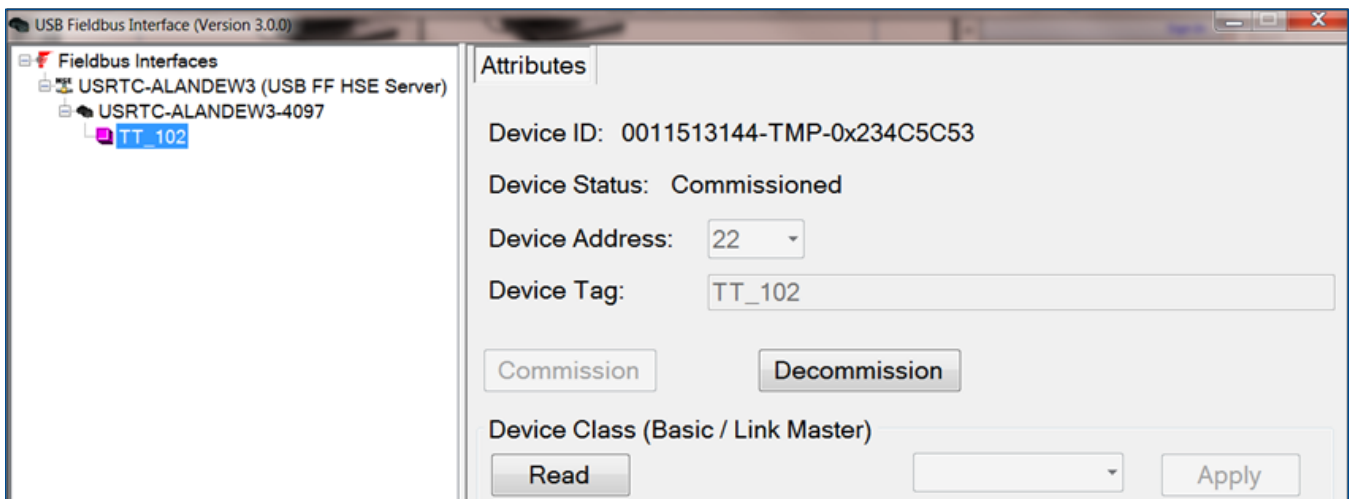 USB Fieldbus Interface (Version 3.0.0)
Fieldbus Interfaces
USRTC-ALANDEW3 (USB FF HSE Server)
USRTC-ALANDEW3-4097
TT_102
Attributes
Device ID: 0011513144-TMP-0x234C5C53
Device Status: Commissioned
Device Address: 22
Device Tag: TT_102
Commission Decommission
Device Class (Basic / Link Master)
Read Apply